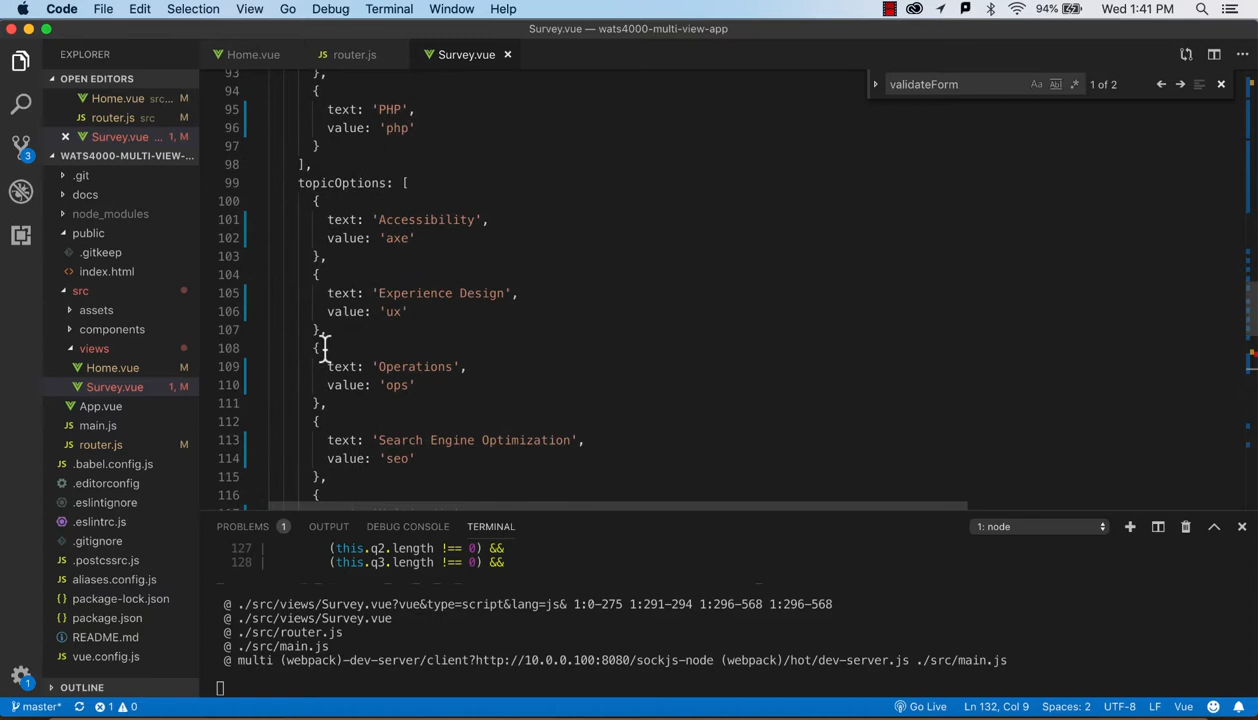 Code File Edit Selection View Go Debug Terminal Window Help 94% Wed 1:41 PM
Survey.vue — wats4000-multi-view-app
EXPLORER
Home.vue
JS router.js
Survey.vue
OPEN EDITORS
Home.vue src... M
JS router.js src M
Survey.vue ... 1, M
WATS4000-MULTI-VIEW-...
.git
docs
node_modules
public
.gitkeep
<> index.html
src
assets
components
views
Home.vue M
Survey.vue 1, M
App.vue
JS main.js
JS router.js M
.babel.config.js
.editorconfig
.eslintignore
.eslintrc.js
.gitignore
.postcssrc.js
JS aliases.config.js
{} package-lock.json
{} package.json
README.md
JS vue.config.js
OUTLINE
validateForm Aa Abl .* 1 of 2
93 },
94 {
95 text: 'PHP',
96 value: 'php'
97 }
98 ],
99 topicOptions: [
100 {
101 text: 'Accessibility',
102 value: 'axe'
103 },
104 {
105 text: 'Experience Design',
106 value: 'ux'
107 },
108 {
109 text: 'Operations',
110 value: 'ops'
111 },
112 {
113 text: 'Search Engine Optimization',
114 value: 'seo'
115 },
116 {
PROBLEMS 1 OUTPUT DEBUG CONSOLE TERMINAL 1: node
127 | (this.q2.length !== 0) &&
128 | (this.q3.length !== 0) &&
@ ./src/views/Survey.vue?vue&type=script&lang=js& 1:0-275 1:291-294 1:296-568 1:296-568
@ ./src/views/Survey.vue
@ ./src/router.js
@ ./src/main.js
@ multi (webpack)-dev-server/client?http://10.0.0.100:8080/sockjs-node (webpack)/hot/dev-server.js ./src/main.js
3
1
master* 1 0 Go Live Ln 132, Col 9 Spaces: 2 UTF-8 LF Vue